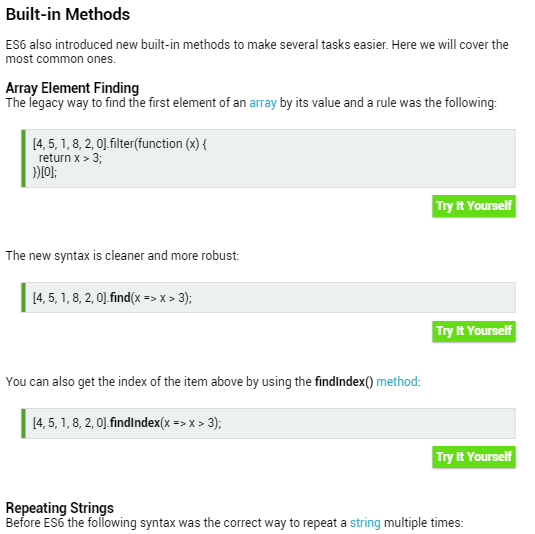 Built-in Methods
ES6 also introduced new built-in methods to make several tasks easier. Here we will cover the
most common ones.
Array Element Finding
The legacy way to find the first element of an array by its value and a rule was the following:
[4, 5, 1, 8, 2, 0].filter(function (x) {
  return x > 3;
})[0];
Try It Yourself
The new syntax is cleaner and more robust:
[4, 5, 1, 8, 2, 0].find(x => x > 3);
Try It Yourself
You can also get the index of the item above by using the findIndex() method:
[4, 5, 1, 8, 2, 0].findIndex(x => x > 3);
Try It Yourself
Repeating Strings
Before ES6 the following syntax was the correct way to repeat a string multiple times: